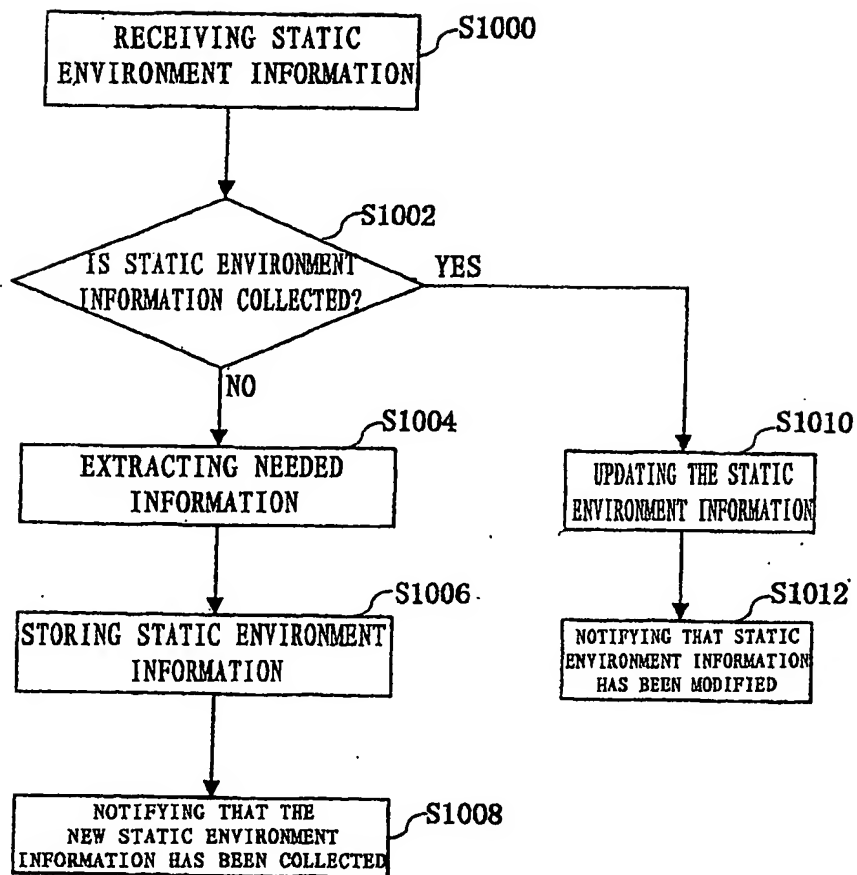 RECEIVING STATIC
ENVIRONMENT INFORMATION
S1000
S1002
IS STATIC ENVIRONMENT
INFORMATION COLLECTED?
YES
NO
S1004
EXTRACTING NEEDED
INFORMATION
S1010
UPDATING THE STATIC
ENVIRONMENT INFORMATION
S1006
STORING STATIC ENVIRONMENT
INFORMATION
S1012
NOTIFYING THAT STATIC
ENVIRONMENT INFORMATION
HAS BEEN MODIFIED
S1008
NOTIFYING THAT THE
NEW STATIC ENVIRONMENT
INFORMATION HAS BEEN COLLECTED